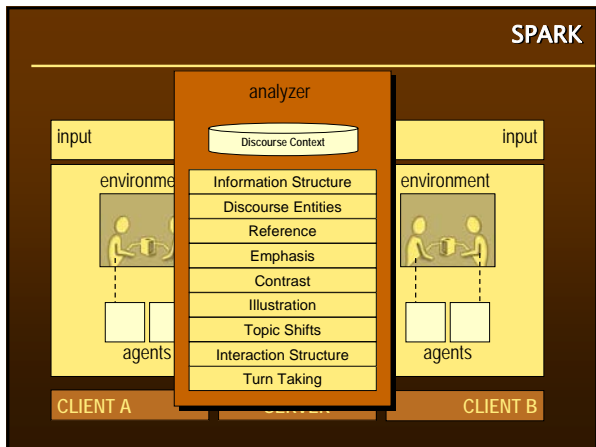 SPARK
analyzer
input
input
Discourse Context
environme
environment
Information Structure
Discourse Entities
Reference
Emphasis
Contrast
Illustration
Topic Shifts
Interaction Structure
Turn Taking
agents
agents
CLIENT A
CLIENT B